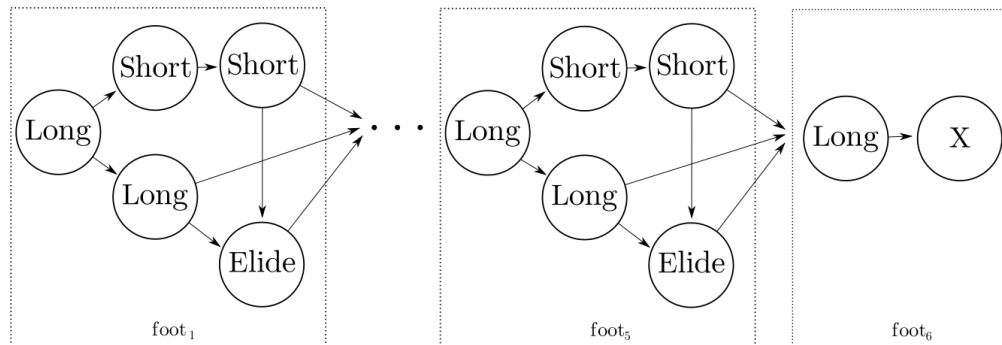 Short Short
Long
Long
Elide
foot₁
. . .
Short Short
Long
Long
Elide
foot₅
Long X
foot₆